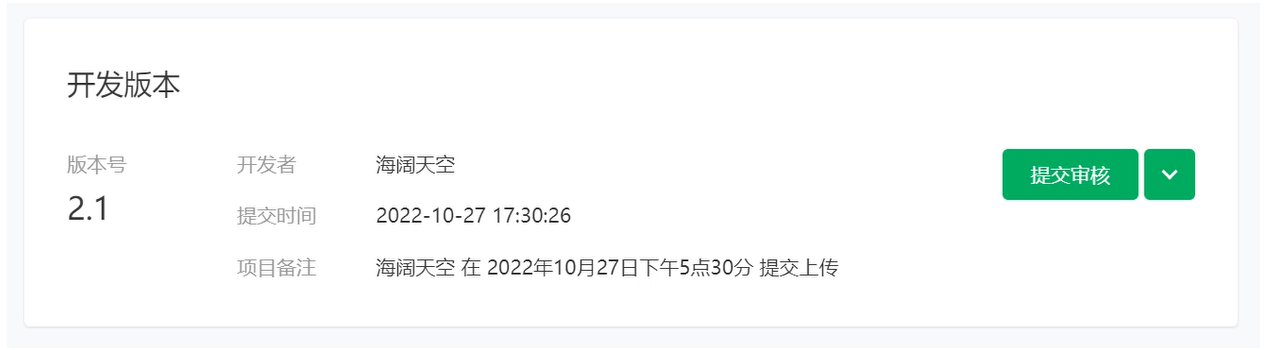 开发版本
版本号
2.1
开发者 海阔天空
提交时间 2022-10-27 17:30:26
项目备注 海阔天空 在 2022年10月27日下午5点30分 提交上传
提交审核